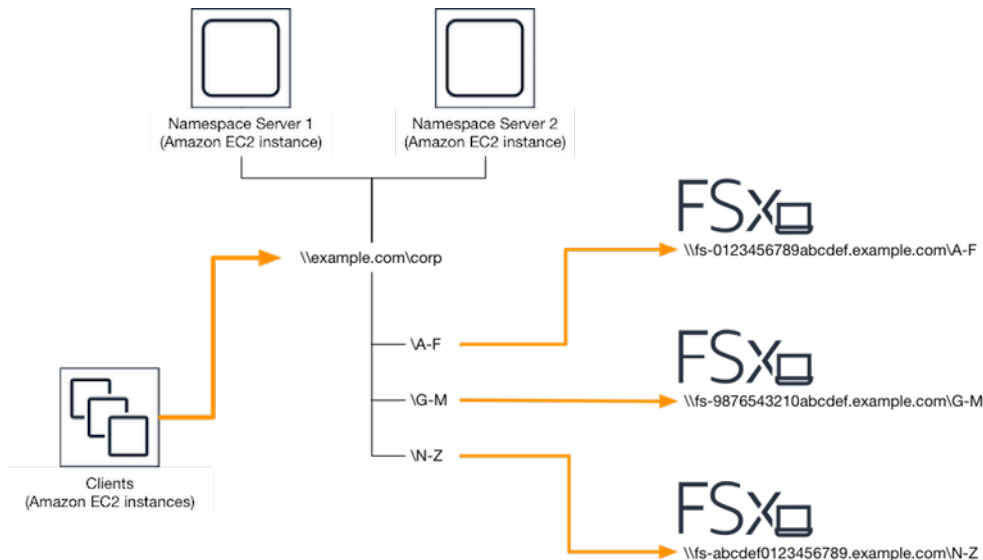 Namespace Server 1
(Amazon EC2 instance)
Namespace Server 2
(Amazon EC2 instance)
FSx
\\fs-0123456789abcdef.example.com\A-F
\\example.com\corp
\A-F
FSx
\\fs-9876543210abcdef.example.com\G-M
\G-M
\N-Z
Clients
(Amazon EC2 instances)
FSx
\\fs-abcdef0123456789.example.com\N-Z